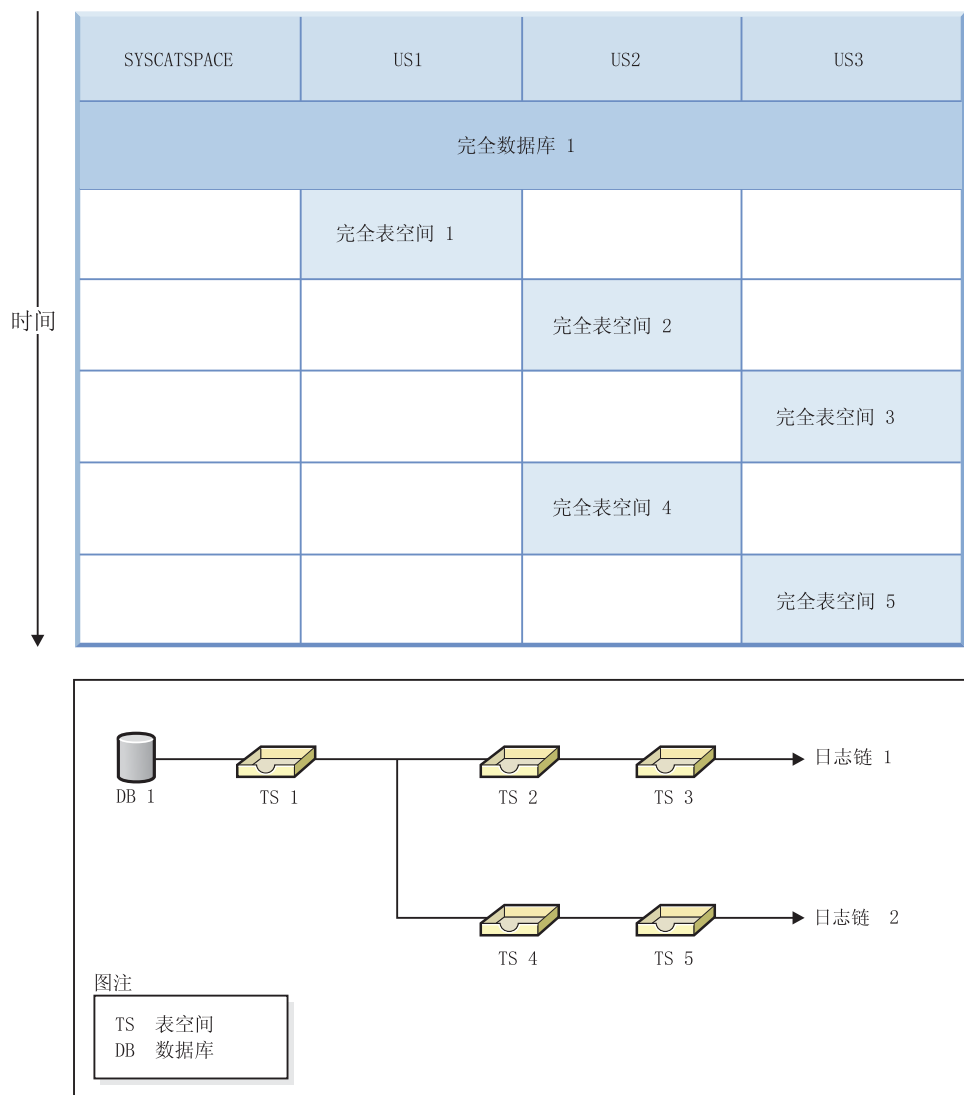 SYSCATSPACE US1 US2 US3
完全数据库 1
完全表空间 1
完全表空间 2
时间
完全表空间 3
完全表空间 4
完全表空间 5
DB 1 TS 1 TS 2 TS 3 日志链 1
TS 4 TS 5 日志链 2
图注
TS 表空间
DB 数据库